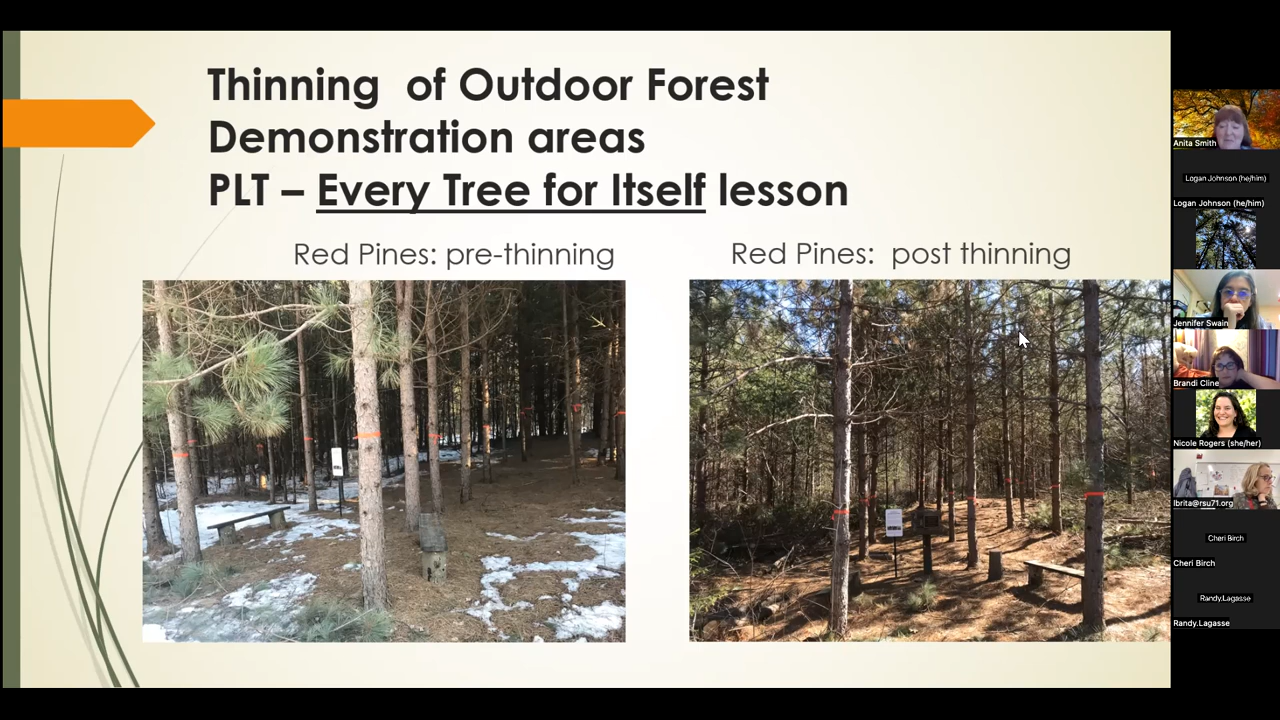 Thinning of Outdoor Forest
Demonstration areas
PLT – Every Tree for Itself lesson
Red Pines: pre-thinning
Red Pines: post thinning
Anita Smith
Logan Johnson (he/him)
Logan Johnson (he/him)
Jennifer Swain
Brandi Cline
Nicole Rogers (she/her)
lbrita@rsu71.org
Cheri Birch
Cheri Birch
Randy.Lagasse
Randy.Lagasse